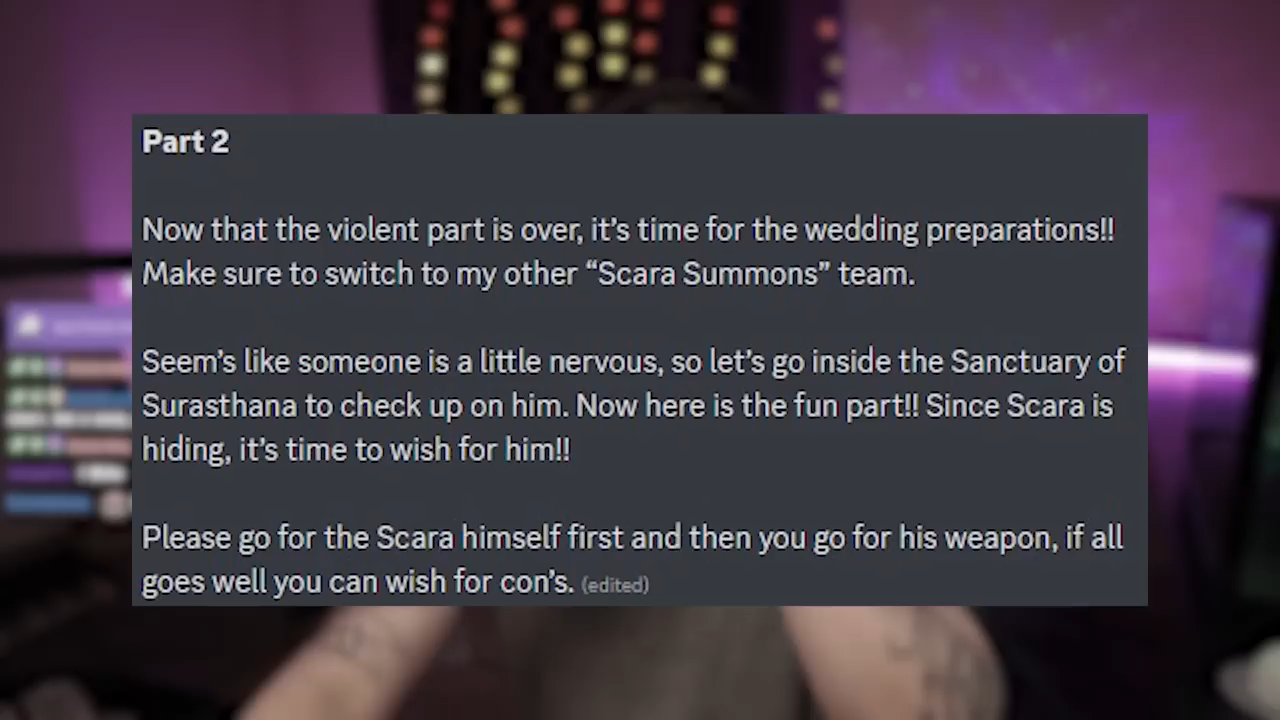 Part 2
Now that the violent part is over, it's time for the wedding preparations!!
Make sure to switch to my other “Scara Summons” team.
Seem's like someone is a little nervous, so let's go inside the Sanctuary of
Surasthana to check up on him. Now here is the fun part!! Since Scara is
hiding, it's time to wish for him!!
Please go for the Scara himself first and then you go for his weapon, if all
goes well you can wish for con's. (edited)